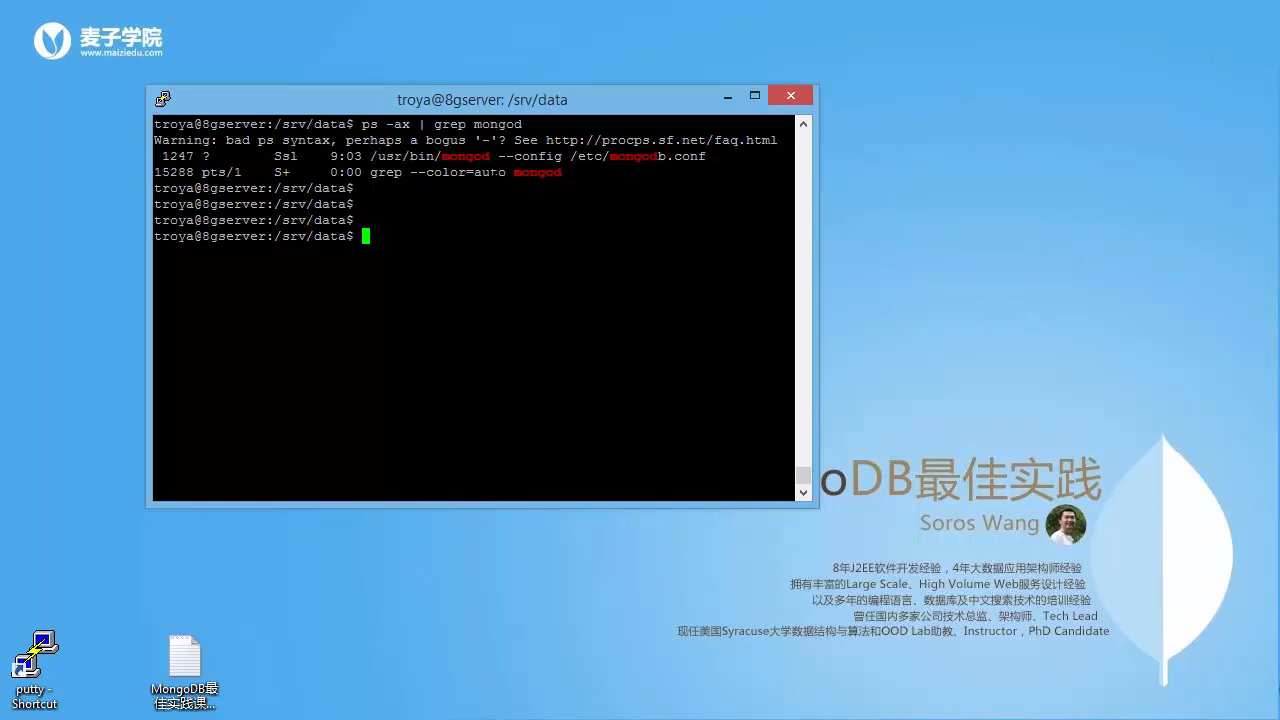 麦子学院
www.maiziedu.com
troya@8gserver: /srv/data
troya@8gserver:/srv/data$ ps -ax | grep mongod
Warning: bad ps syntax, perhaps a bogus '-'? See http://procps.sf.net/faq.html
1247 ?        Ssl    9:03 /usr/bin/mongod --config /etc/mongodb.conf
15288 pts/1    S+     0:00 grep --color=auto mongod
troya@8gserver:/srv/data$
troya@8gserver:/srv/data$
troya@8gserver:/srv/data$
troya@8gserver:/srv/data$
oDB最佳实践
Soros Wang
8年J2EE软件开发经验，4年大数据应用架构师经验
拥有丰富的Large Scale、High Volume Web服务设计经验
以及多年的编程语言、数据库及中文搜索技术的培训经验
曾任国内多家公司技术总监、架构师、Tech Lead
现任美国Syracuse大学数据结构与算法和OOD Lab助教、Instructor，PhD Candidate
putty -
Shortcut
MongoDB最
佳实践课...